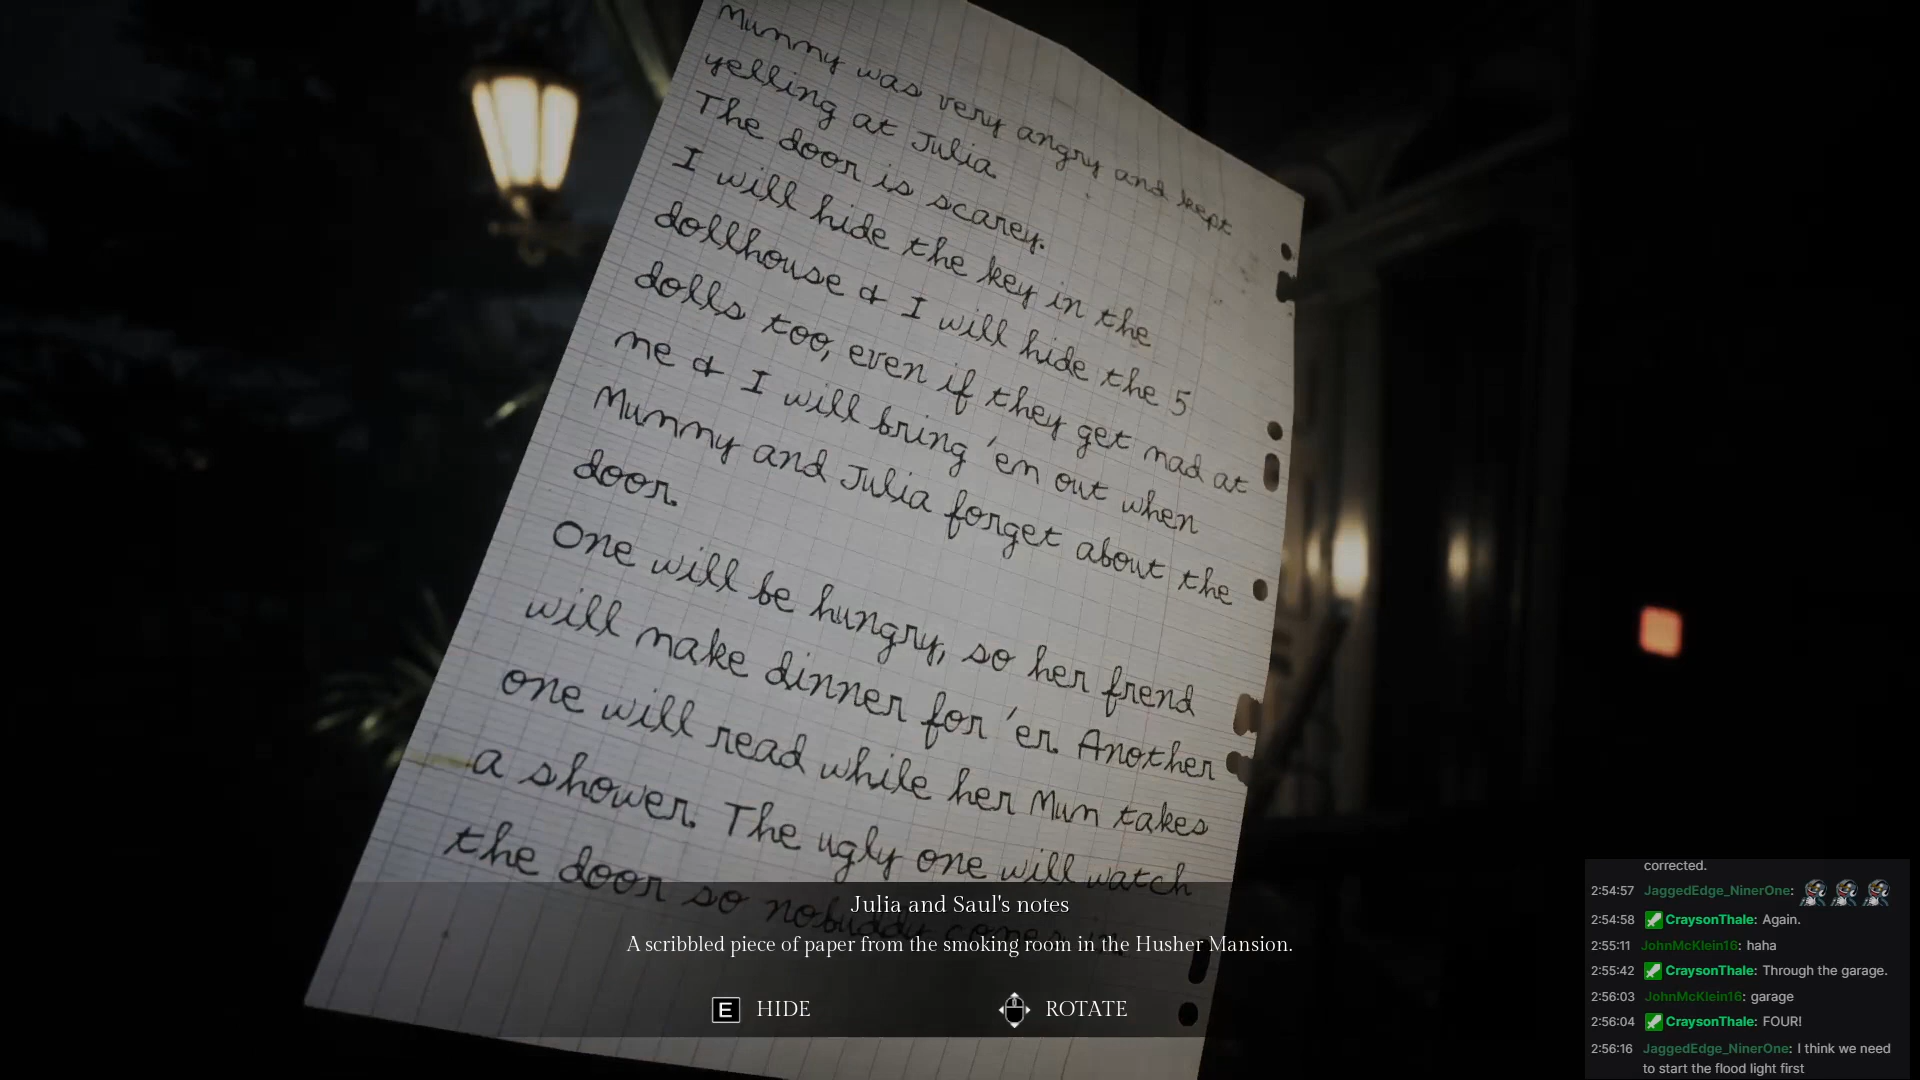 Mummy was very angry and kept
yelling at Julia.
The door is scarey.
I will hide the key in the
dollhouse & I will hide the 5
dolls too, even if they get mad at
me & I will bring 'em out when
Mummy and Julia forget about the
door.
One will be hungry, so her frend
will make dinner for 'er. Another
one will read while her Mum takes
a shower. The ugly one will watch
the door so nobuddy comes in
Julia and Saul's notes
A scribbled piece of paper from the smoking room in the Husher Mansion.
E HIDE
ROTATE
corrected.
2:54:57 JaggedEdge_NinerOne:
2:54:58 CraysonThale: Again.
2:55:11 JohnMcKlein16: haha
2:55:42 CraysonThale: Through the garage.
2:56:03 JohnMcKlein16: garage
2:56:04 CraysonThale: FOUR!
2:56:16 JaggedEdge_NinerOne: I think we need
to start the flood light first